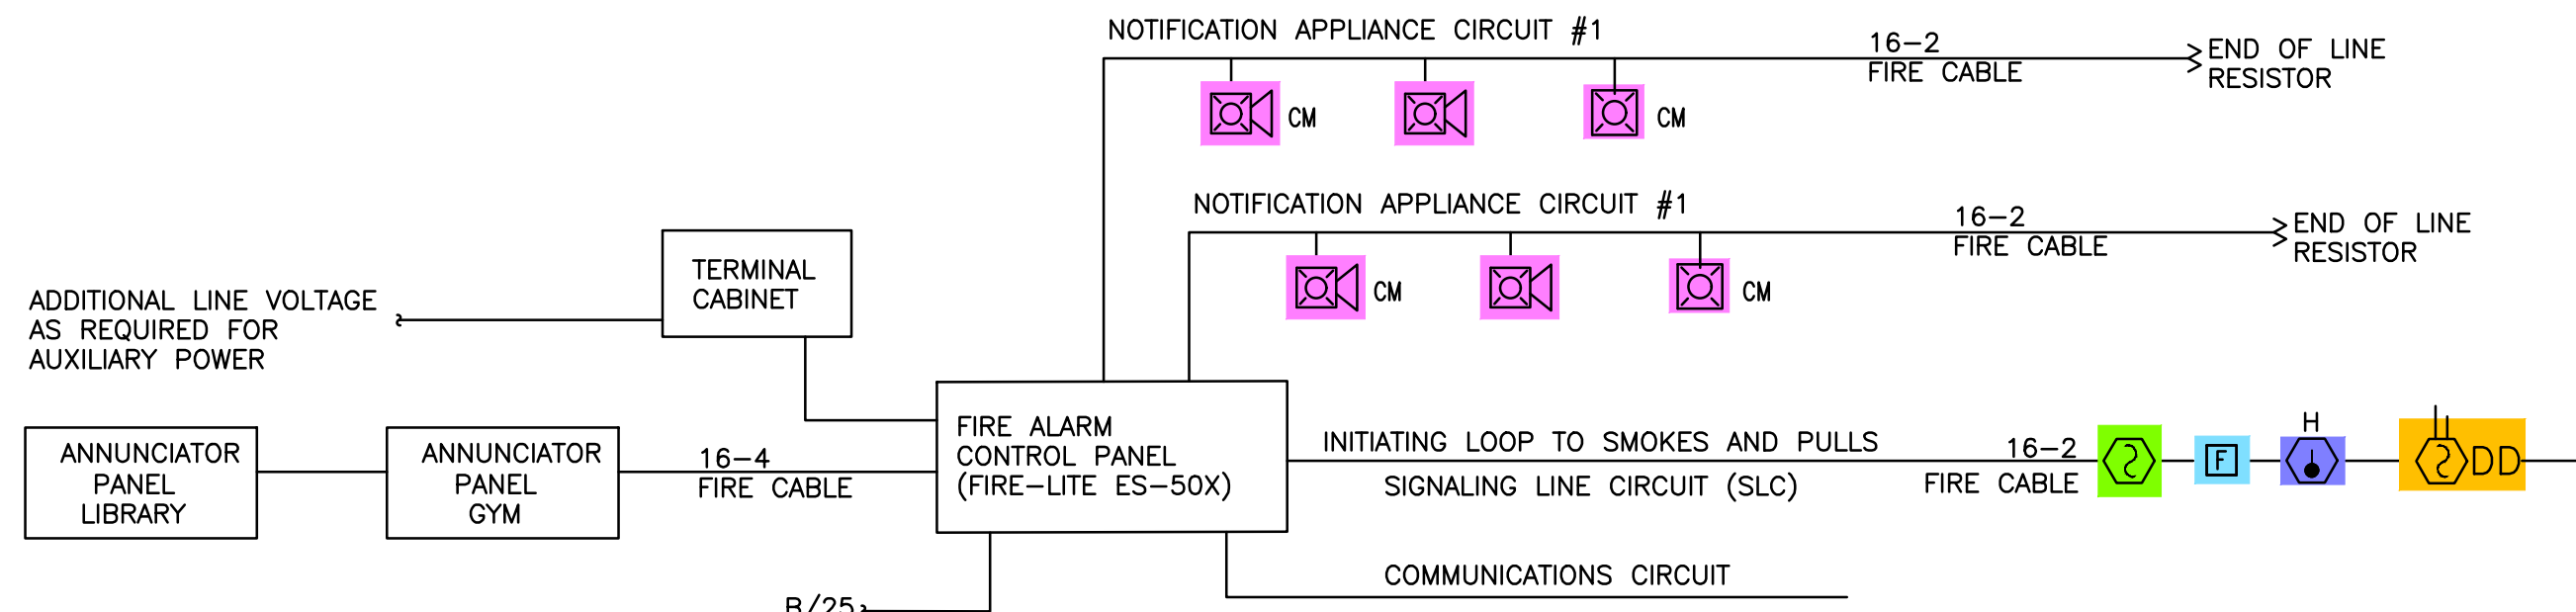 NOTIFICATION APPLIANCE CIRCUIT #1
16-2
FIRE CABLE
END OF LINE
RESISTOR
CM
CM
NOTIFICATION APPLIANCE CIRCUIT #1
16-2
FIRE CABLE
END OF LINE
RESISTOR
CM
CM
TERMINAL
CABINET
ADDITIONAL LINE VOLTAGE
AS REQUIRED FOR
AUXILIARY POWER
ANNUNCIATOR
PANEL
LIBRARY
ANNUNCIATOR
PANEL
GYM
16-4
FIRE CABLE
FIRE ALARM
CONTROL PANEL
(FIRE-LITE ES-50X)
INITIATING LOOP TO SMOKES AND PULLS
SIGNALING LINE CIRCUIT (SLC)
16-2
FIRE CABLE
F
H
DD
COMMUNICATIONS CIRCUIT